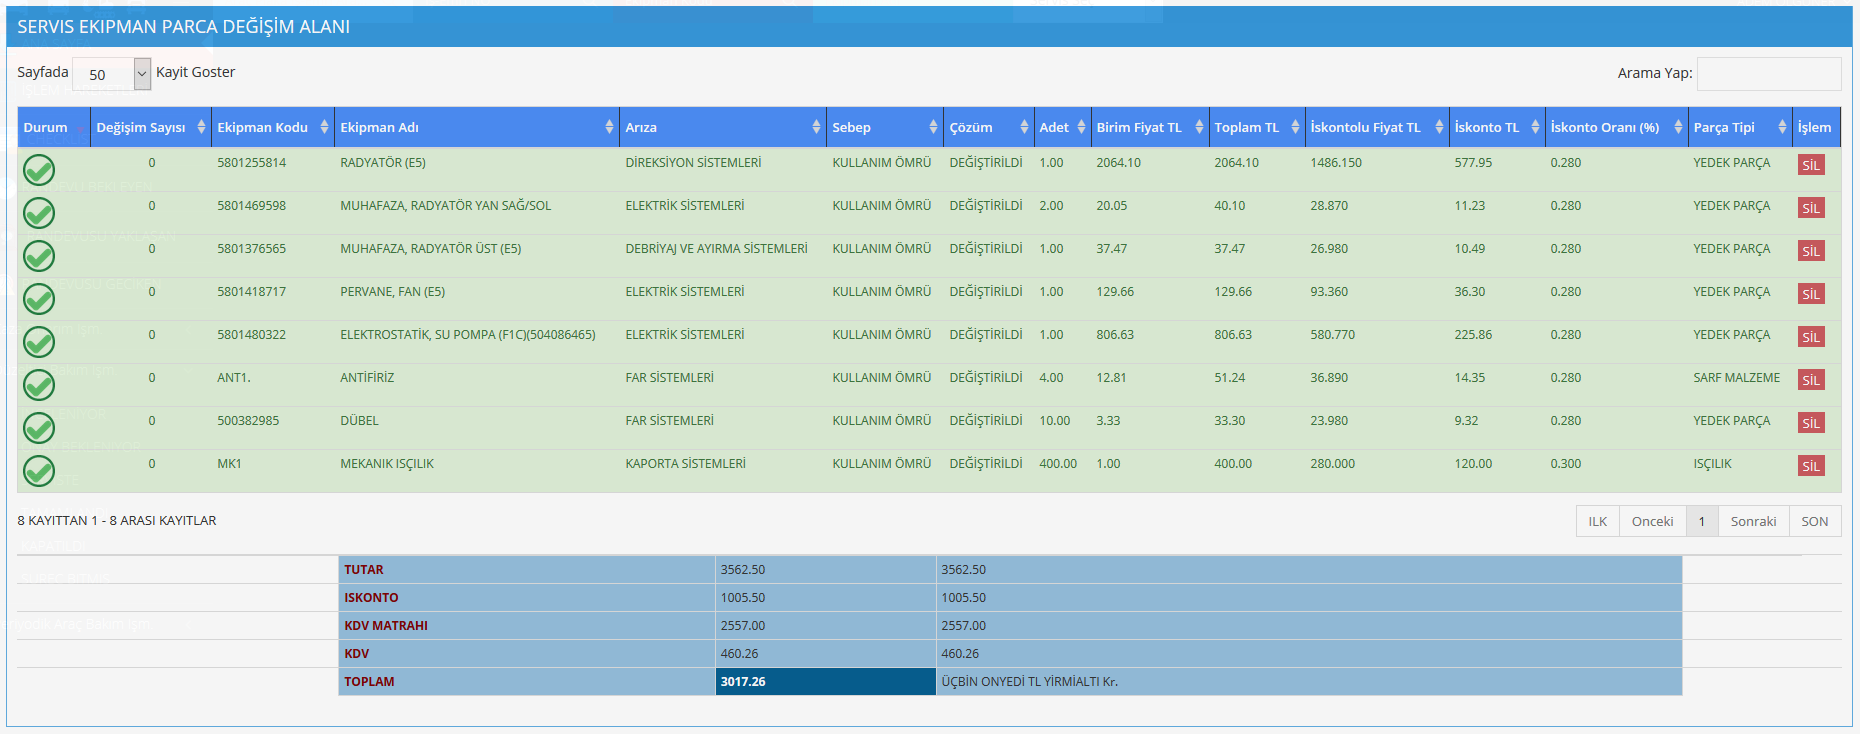 SERVIS EKIPMAN PARCA DEĞİŞİM ALANI
Sayfada 50 Kayit Goster Arama Yap:
Durum Değişim Sayısı Ekipman Kodu Ekipman Adı Arıza Sebep Çözüm Adet Birim Fiyat TL Toplam TL İskontolu Fiyat TL İskonto TL İskonto Oranı (%) Parça Tipi İşlem
0 5801255814 RADYATÖR (E5) DİREKSİYON SİSTEMLERİ KULLANIM ÖMRÜ DEĞİŞTİRİLDİ 1.00 2064.10 2064.10 1486.150 577.95 0.280 YEDEK PARÇA SİL
0 5801469598 MUHAFAZA, RADYATÖR YAN SAĞ/SOL ELEKTRİK SİSTEMLERİ KULLANIM ÖMRÜ DEĞİŞTİRİLDİ 2.00 20.05 40.10 28.870 11.23 0.280 YEDEK PARÇA SİL
0 5801376565 MUHAFAZA, RADYATÖR ÜST (E5) DEBRİYAJ VE AYIRMA SİSTEMLERİ KULLANIM ÖMRÜ DEĞİŞTİRİLDİ 1.00 37.47 37.47 26.980 10.49 0.280 YEDEK PARÇA SİL
0 5801418717 PERVANE, FAN (E5) ELEKTRİK SİSTEMLERİ KULLANIM ÖMRÜ DEĞİŞTİRİLDİ 1.00 129.66 129.66 93.360 36.30 0.280 YEDEK PARÇA SİL
0 5801480322 ELEKTROSTATİK, SU POMPA (F1C)(504086465) ELEKTRİK SİSTEMLERİ KULLANIM ÖMRÜ DEĞİŞTİRİLDİ 1.00 806.63 806.63 580.770 225.86 0.280 YEDEK PARÇA SİL
0 ANT1. ANTİFİRİZ FAR SİSTEMLERİ KULLANIM ÖMRÜ DEĞİŞTİRİLDİ 4.00 12.81 51.24 36.890 14.35 0.280 SARF MALZEME SİL
0 500382985 DÜBEL FAR SİSTEMLERİ KULLANIM ÖMRÜ DEĞİŞTİRİLDİ 10.00 3.33 33.30 23.980 9.32 0.280 YEDEK PARÇA SİL
0 MK1 MEKANIK ISÇILIK KAPORTA SİSTEMLERİ KULLANIM ÖMRÜ DEĞİŞTİRİLDİ 400.00 1.00 400.00 280.000 120.00 0.300 ISÇILIK SİL
8 KAYITTAN 1 - 8 ARASI KAYITLAR ILK Onceki 1 Sonraki SON
TUTAR 3562.50 3562.50
ISKONTO 1005.50 1005.50
KDV MATRAHI 2557.00 2557.00
KDV 460.26 460.26
TOPLAM 3017.26 ÜÇBİN ONYEDİ TL YİRMİALTI Kr.